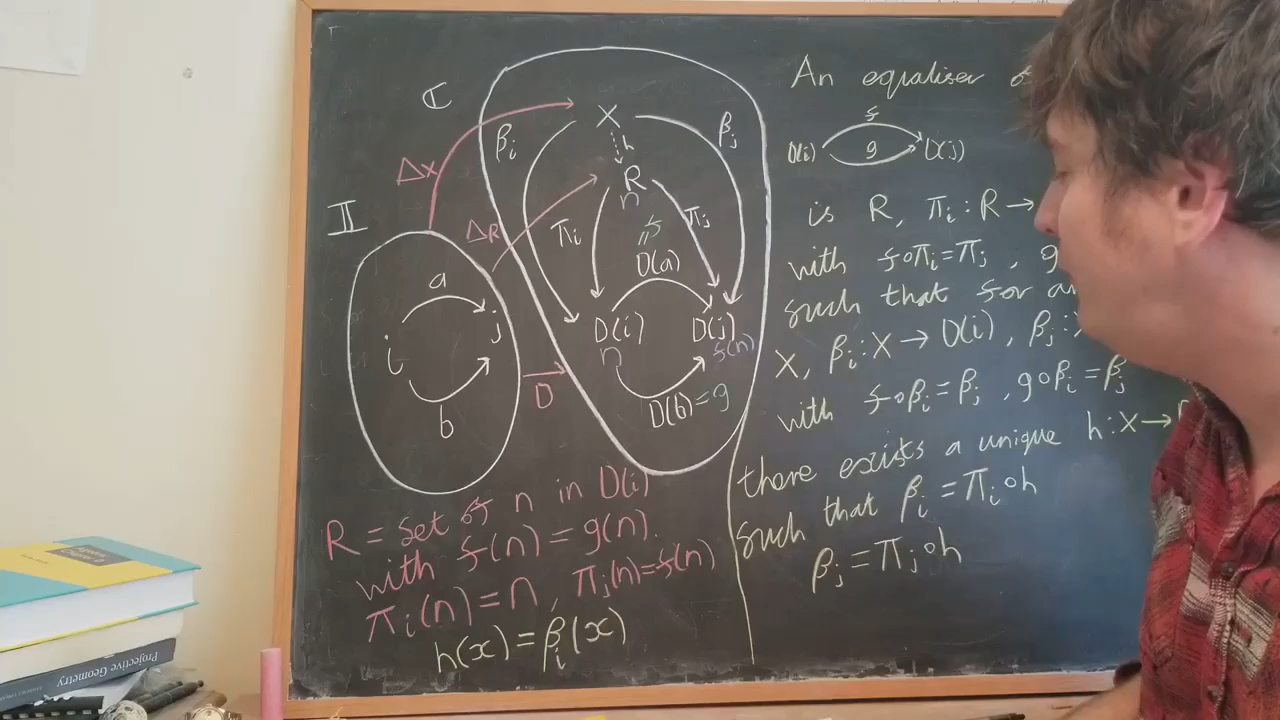 ℂ
X
βᵢ
βⱼ
h
ΔX
R
n
𝕀
ΔR
πᵢ
πⱼ
f
=
D(a)
a
i
j
D(i)
D(j)
n
f(n)
D
b
D(b)=g
R = set of n in D(i)
with f(n) = g(n).
πᵢ(n) = n, πⱼ(n)=f(n)
h(x) = βᵢ(x)
An equaliser of
f
D(i) g D(j)
is R, πᵢ : R →
with f∘πᵢ=πⱼ, g
such that for
X, βᵢ:X → D(i), βⱼ:
with f∘βᵢ=βⱼ, g∘βᵢ=βⱼ
there exists a unique h:X→
such that βᵢ = πᵢ∘h
βⱼ = πⱼ∘h
Projective Geometry